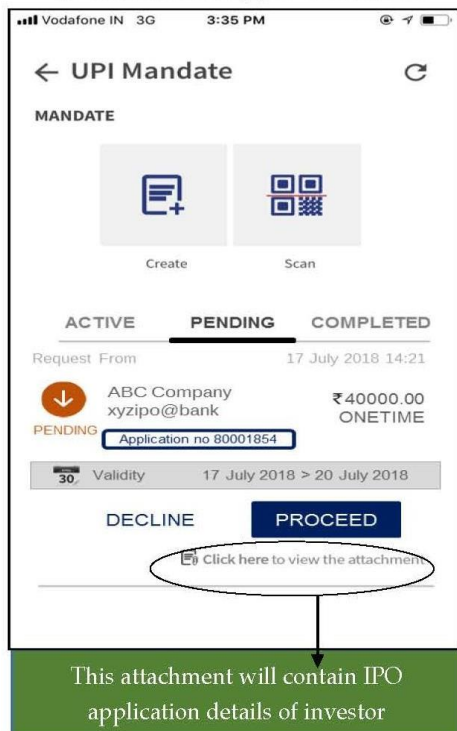 Vodafone IN 3G 3:35 PM
← UPI Mandate
MANDATE
Create Scan
ACTIVE PENDING COMPLETED
Request From 17 July 2018 14:21
ABC Company ₹40000.00
xyzipo@bank ONETIME
PENDING
Application no 80001854
30 Validity 17 July 2018 > 20 July 2018
DECLINE PROCEED
Click here to view the attachment
This attachment will contain IPO
application details of investor